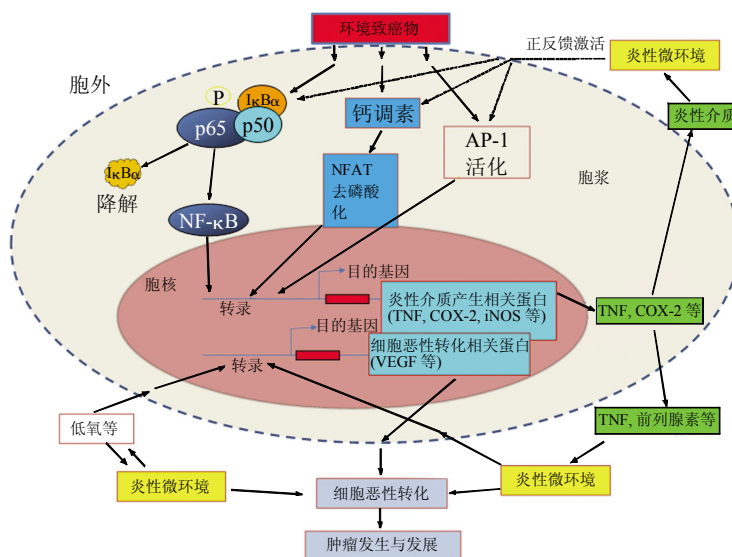 环境致癌物
正反馈激活
炎性微环境
胞外
P
IκBα
p65
p50
钙调素
炎性介质
AP-1
活化
IκBα
降解
NFAT
去磷酸
化
胞浆
NF-κB
胞核
目的基因
转录
炎性介质产生相关蛋白
(TNF, COX-2, iNOS 等)
TNF, COX-2 等
目的基因
转录
细胞恶性转化相关蛋白
(VEGF 等)
低氧等
TNF, 前列腺素等
炎性微环境
细胞恶性转化
炎性微环境
肿瘤发生与发展